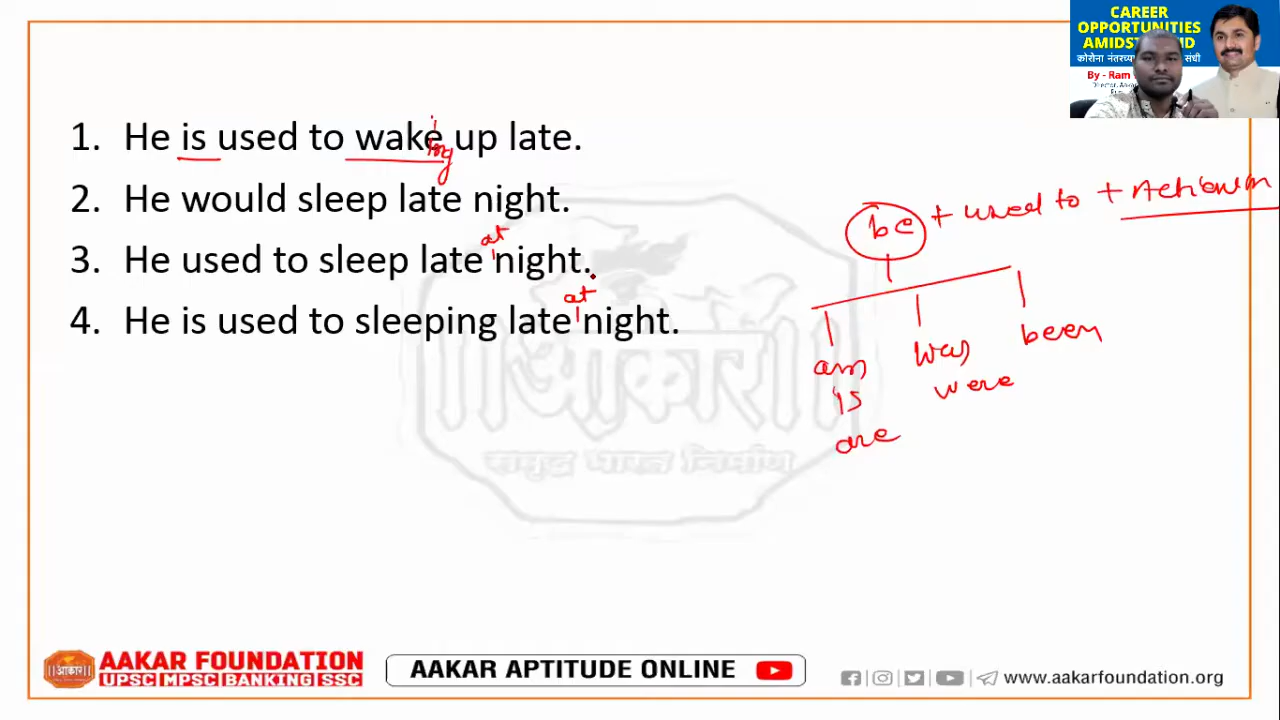 CAREER
OPPORTUNITIES
कोरोना संधी
By - Ram
1. He is used to wake up late.
ing
2. He would sleep late night.
at
3. He used to sleep late night.
at
4. He is used to sleeping late night.
be + used to +
am
is
are
was
were
been
आकार
समृद्ध भारत निर्माण
AAKAR FOUNDATION
UPSC | MPSC | BANKING | SSC
AAKAR APTITUDE ONLINE
www.aakarfoundation.org